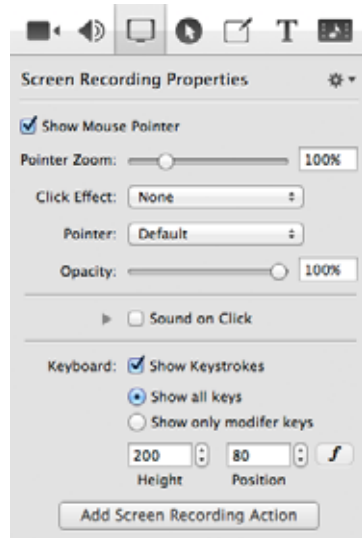 T
Screen Recording Properties
Show Mouse Pointer
Pointer Zoom: 100%
Click Effect: None
Pointer: Default
Opacity: 100%
Sound on Click
Keyboard: Show Keystrokes
Show all keys
Show only modifer keys
200 80 f
Height Position
Add Screen Recording Action